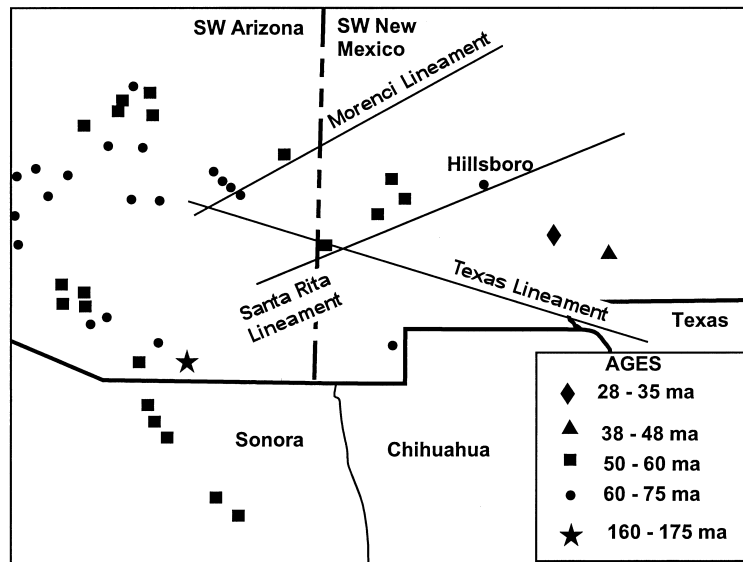 SW Arizona
SW New
Mexico
Morenci Lineament
Hillsboro
Santa Rita
Lineament
Texas Lineament
Texas
Sonora
Chihuahua
AGES
28 - 35 ma
38 - 48 ma
50 - 60 ma
60 - 75 ma
160 - 175 ma